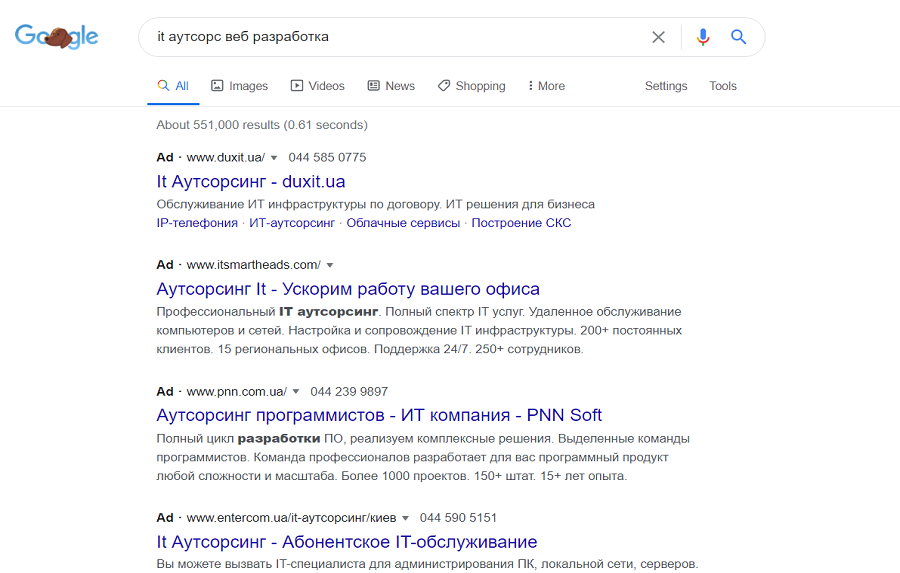 Google
it аутсорс веб разработка
All Images Videos News Shopping More Settings Tools
About 551,000 results (0.61 seconds)
Ad · www.duxit.ua/ 044 585 0775
It Аутсорсинг - duxit.ua
Обслуживание ИТ инфраструктуры по договору. ИТ решения для бизнеса
IP-телефония · ИТ-аутсорсинг · Облачные сервисы · Построение СКС
Ad · www.itsmartheads.com/
Аутсорсинг It - Ускорим работу вашего офиса
Профессиональный IT аутсорсинг. Полный спектр IT услуг. Удаленное обслуживание
компьютеров и сетей. Настройка и сопровождение IT инфраструктуры. 200+ постоянных
клиентов. 15 региональных офисов. Поддержка 24/7. 250+ сотрудников.
Ad · www.pnn.com.ua/ 044 239 9897
Аутсорсинг программистов - ИТ компания - PNN Soft
Полный цикл разработки ПО, реализуем комплексные решения. Выделенные команды
программистов. Команда профессионалов разработает для вас программный продукт
любой сложности и масштаба. Более 1000 проектов. 150+ штат. 15+ лет опыта.
Ad · www.entercom.ua/it-аутсорсинг/киев 044 590 5151
It Аутсорсинг - Абонентское IT-обслуживание
Вы можете вызвать IT-специалиста для администрирования ПК, локальной сети, серверов.